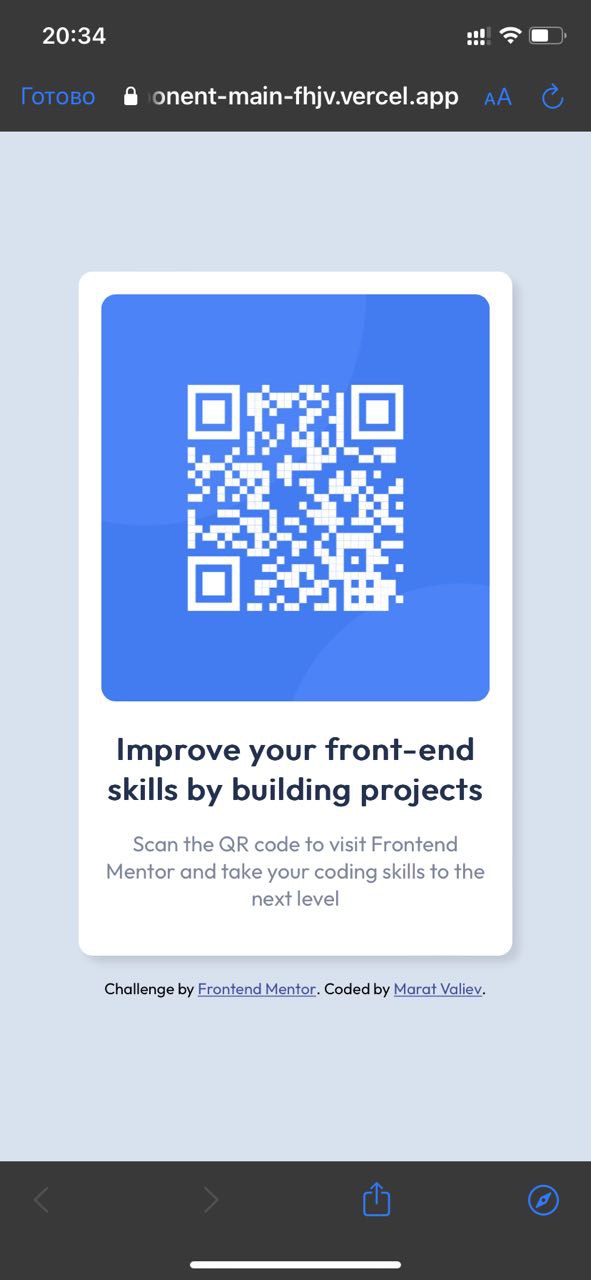 20:34
Готово onent-main-fhjv.vercel.app AA
Improve your front-end
skills by building projects
Scan the QR code to visit Frontend
Mentor and take your coding skills to the
next level
Challenge by Frontend Mentor. Coded by Marat Valiev.